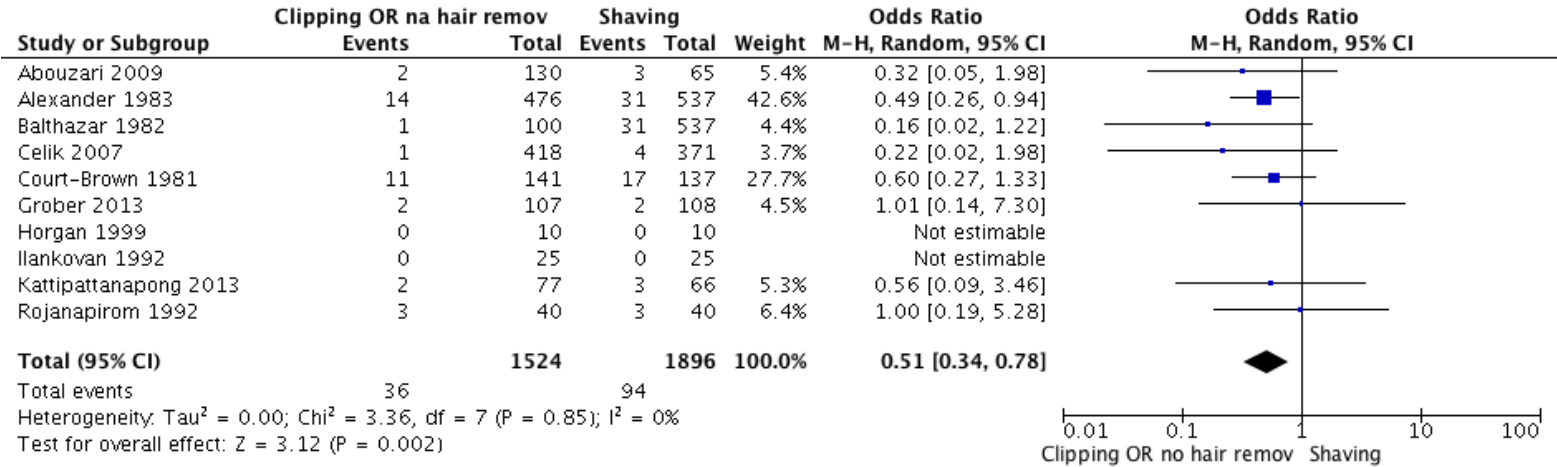 Clipping OR na hair remov Shaving Odds Ratio Odds Ratio
Study or Subgroup Events Total Events Total Weight M-H, Random, 95% CI M-H, Random, 95% CI
Abouzari 2009 2 130 3 65 5.4% 0.32 [0.05, 1.98]
Alexander 1983 14 476 31 537 42.6% 0.49 [0.26, 0.94]
Balthazar 1982 1 100 31 537 4.4% 0.16 [0.02, 1.22]
Celik 2007 1 418 4 371 3.7% 0.22 [0.02, 1.98]
Court-Brown 1981 11 141 17 137 27.7% 0.60 [0.27, 1.33]
Grober 2013 2 107 2 108 4.5% 1.01 [0.14, 7.30]
Horgan 1999 0 10 0 10 Not estimable
Ilankovan 1992 0 25 0 25 Not estimable
Kattipattanapong 2013 2 77 3 66 5.3% 0.56 [0.09, 3.46]
Rojanapirom 1992 3 40 3 40 6.4% 1.00 [0.19, 5.28]
Total (95% CI) 1524 1896 100.0% 0.51 [0.34, 0.78]
Total events 36 94
Heterogeneity: Tau² = 0.00; Chi² = 3.36, df = 7 (P = 0.85); I² = 0%
Test for overall effect: Z = 3.12 (P = 0.002)
0.01 0.1 1 10 100
Clipping OR no hair remov Shaving